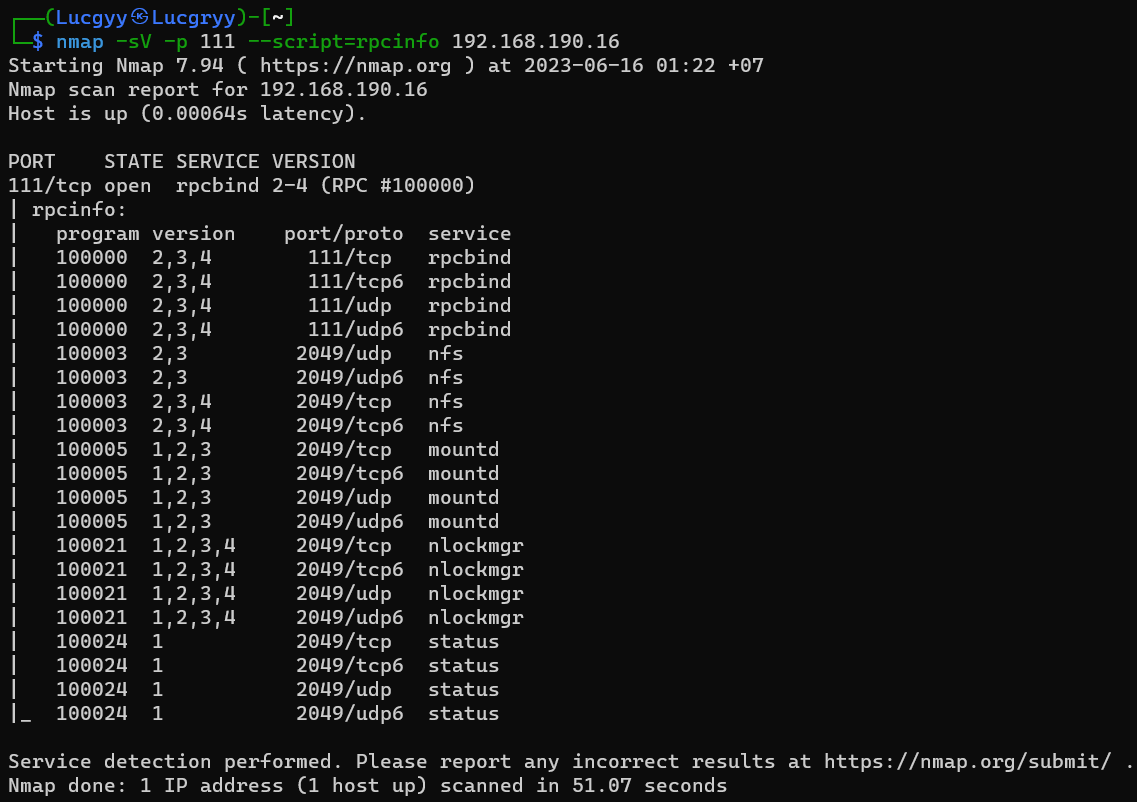 ┌──(Lucgyy㉿Lucgryy)-[~]
└─$ nmap -sV -p 111 --script=rpcinfo 192.168.190.16
Starting Nmap 7.94 ( https://nmap.org ) at 2023-06-16 01:22 +07
Nmap scan report for 192.168.190.16
Host is up (0.00064s latency).

PORT    STATE SERVICE VERSION
111/tcp open  rpcbind 2-4 (RPC #100000)
| rpcinfo:
|   program version    port/proto  service
|   100000  2,3,4        111/tcp   rpcbind
|   100000  2,3,4        111/tcp6  rpcbind
|   100000  2,3,4        111/udp   rpcbind
|   100000  2,3,4        111/udp6  rpcbind
|   100003  2,3         2049/udp   nfs
|   100003  2,3         2049/udp6  nfs
|   100003  2,3,4       2049/tcp   nfs
|   100003  2,3,4       2049/tcp6  nfs
|   100005  1,2,3       2049/tcp   mountd
|   100005  1,2,3       2049/tcp6  mountd
|   100005  1,2,3       2049/udp   mountd
|   100005  1,2,3       2049/udp6  mountd
|   100021  1,2,3,4     2049/tcp   nlockmgr
|   100021  1,2,3,4     2049/tcp6  nlockmgr
|   100021  1,2,3,4     2049/udp   nlockmgr
|   100021  1,2,3,4     2049/udp6  nlockmgr
|   100024  1           2049/tcp   status
|   100024  1           2049/tcp6  status
|   100024  1           2049/udp   status
|_  100024  1           2049/udp6  status

Service detection performed. Please report any incorrect results at https://nmap.org/submit/ .
Nmap done: 1 IP address (1 host up) scanned in 51.07 seconds